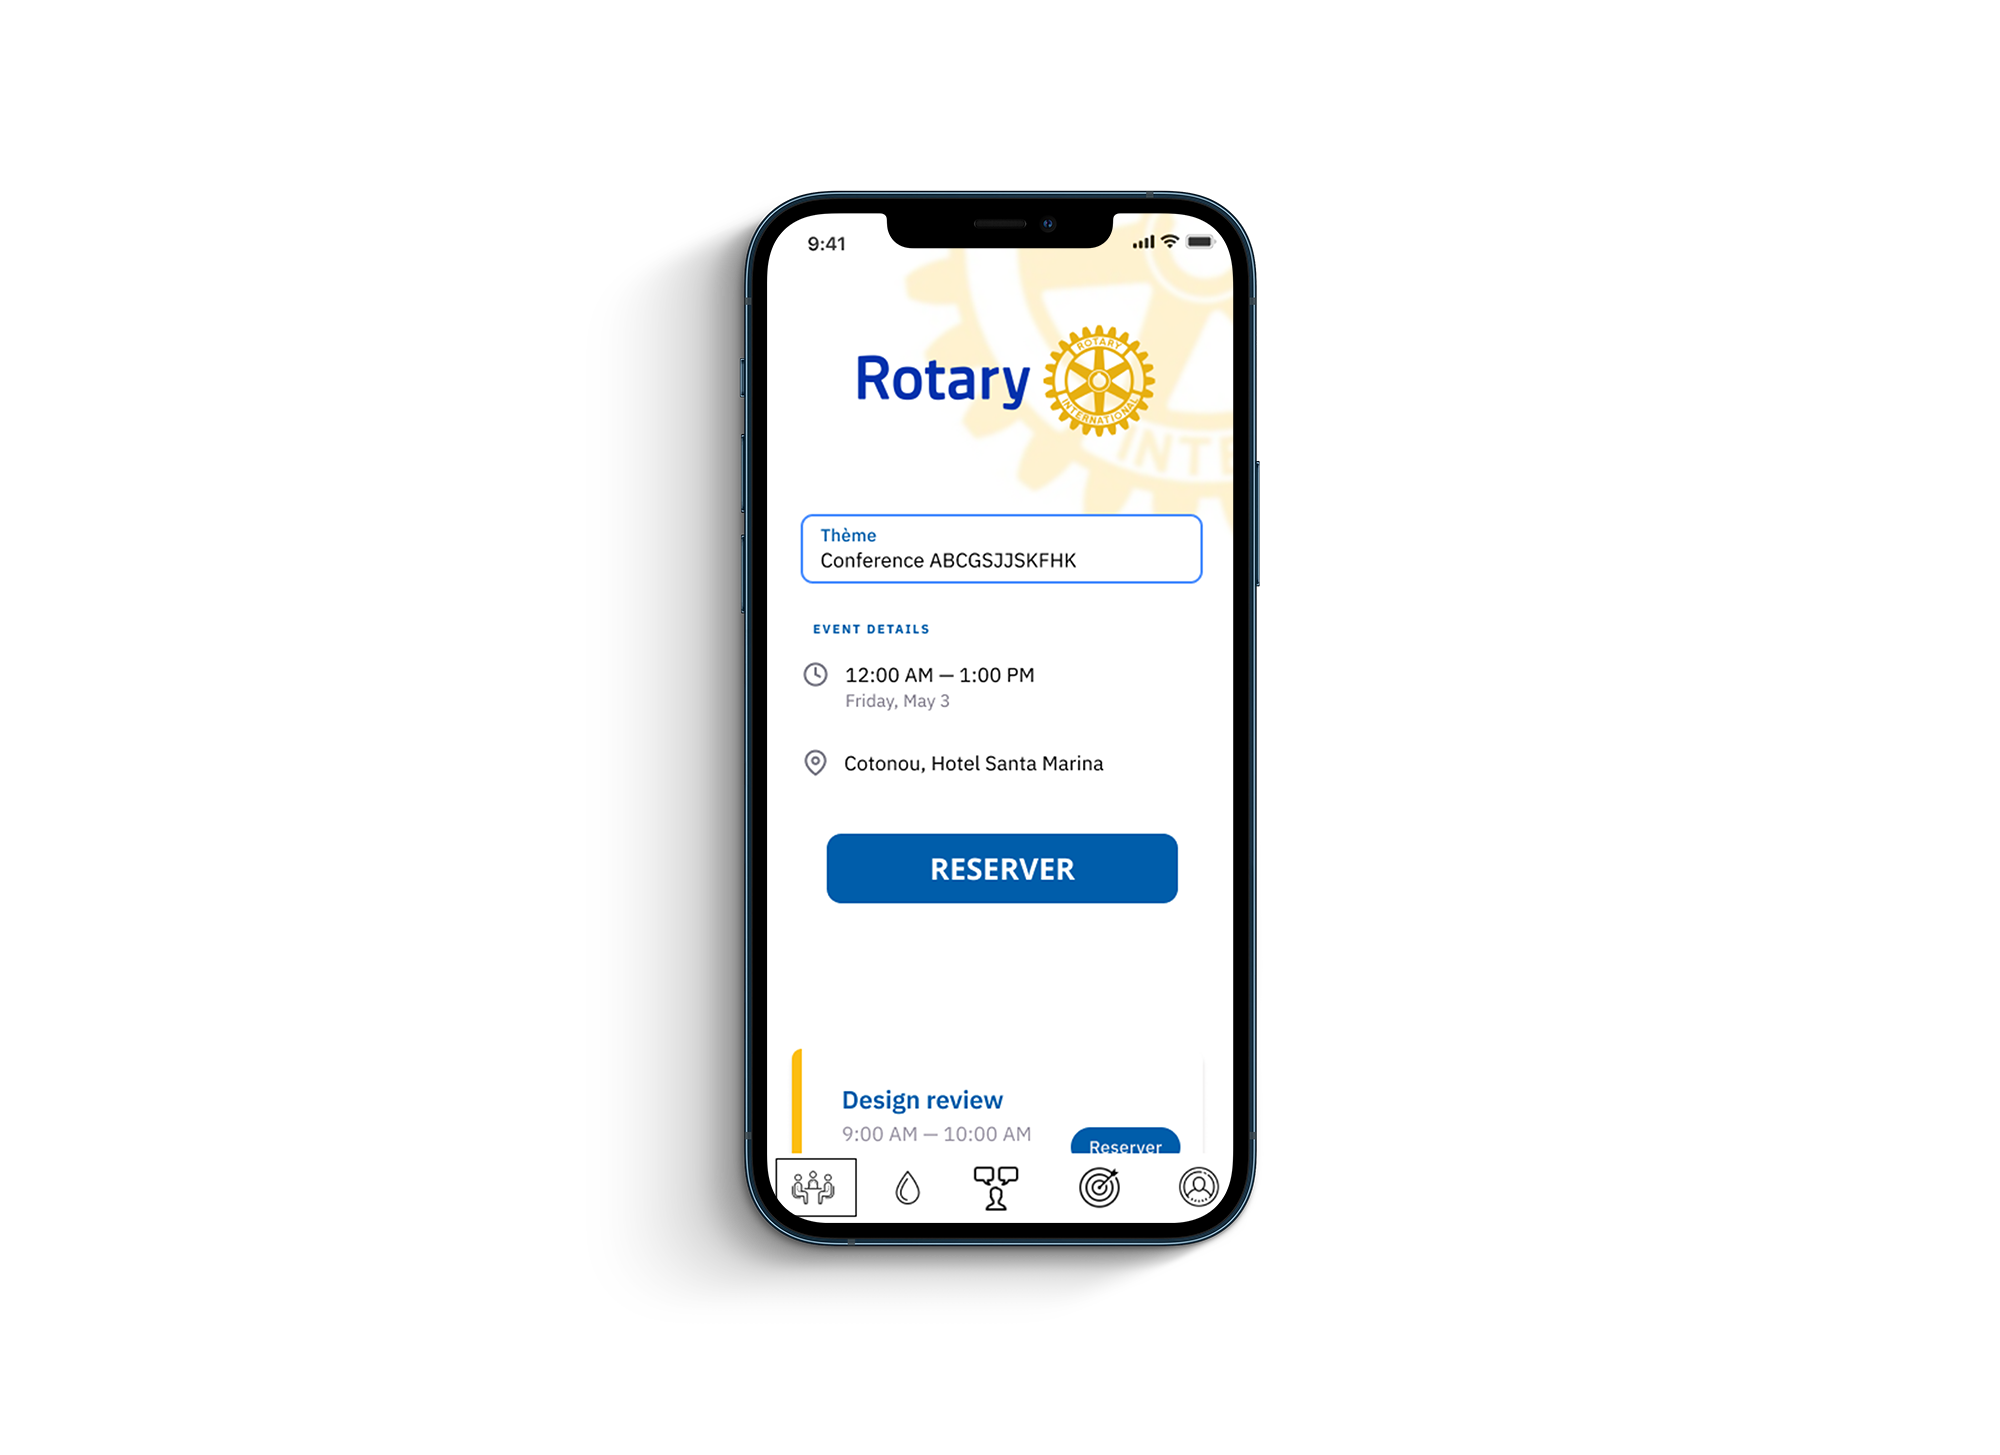 9:41
Rotary
ROTARY
INTERNATIONAL
INTE
Thème
Conference ABCGSJJSKFHK
EVENT DETAILS
12:00 AM — 1:00 PM
Friday, May 3
Cotonou, Hotel Santa Marina
RESERVER
Design review
9:00 AM — 10:00 AM
Reserver